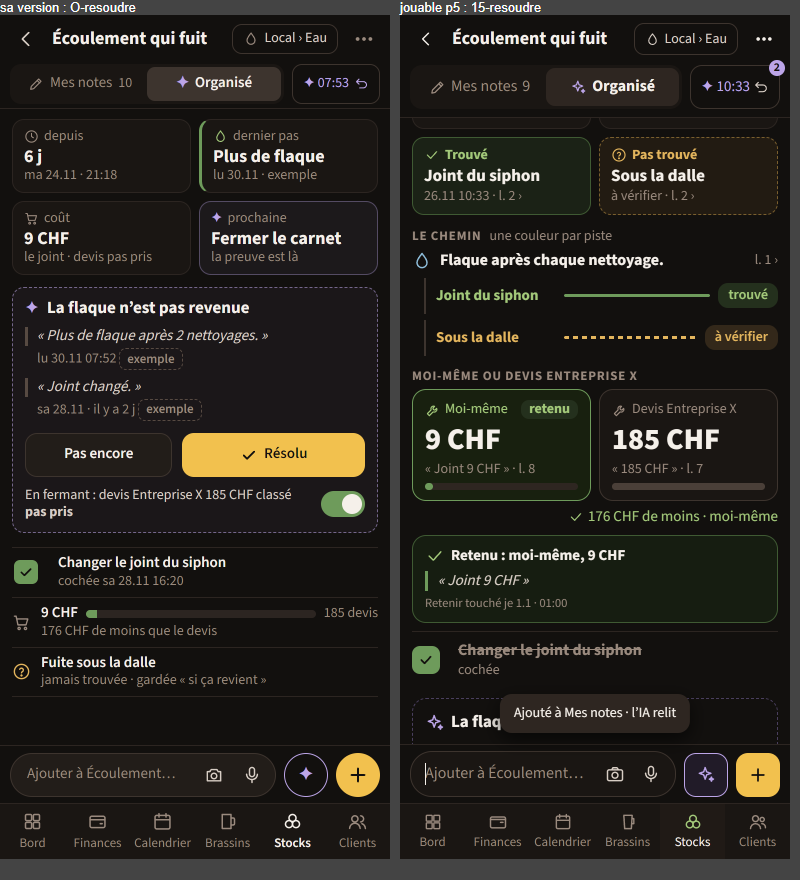 sa version : O-resoudre
Écoulement qui fuit
Local › Eau
Mes notes 10
Organisé
07:53
depuis
6 j
ma 24.11 · 21:18
dernier pas
Plus de flaque
lu 30.11 · exemple
coût
9 CHF
le joint · devis pas pris
prochaine
Fermer le carnet
la preuve est là
La flaque n'est pas revenue
« Plus de flaque après 2 nettoyages. »
lu 30.11 07:52 exemple
« Joint changé. »
sa 28.11 · il y a 2 j exemple
Pas encore
Résolu
En fermant : devis Entreprise X 185 CHF classé
pas pris
Changer le joint du siphon
cochée sa 28.11 16:20
9 CHF
185 devis
176 CHF de moins que le devis
Fuite sous la dalle
jamais trouvée · gardée « si ça revient »
Ajouter à Écoulement…
Bord
Finances
Calendrier
Brassins
Stocks
Clients
jouable p5 : 15-resoudre
Écoulement qui fuit
Local › Eau
Mes notes 9
Organisé
10:33
2
Trouvé
Joint du siphon
26.11 10:33 · l. 2 ›
Pas trouvé
Sous la dalle
à vérifier · l. 2 ›
LE CHEMIN une couleur par piste
Flaque après chaque nettoyage.
l. 1 ›
Joint du siphon
trouvé
Sous la dalle
à vérifier
MOI-MÊME OU DEVIS ENTREPRISE X
Moi-même
retenu
9 CHF
« Joint 9 CHF » · l. 8
Devis Entreprise X
185 CHF
« 185 CHF » · l. 7
176 CHF de moins · moi-même
Retenu : moi-même, 9 CHF
« Joint 9 CHF »
Retenir touché je 1.1 · 01:00
Changer le joint du siphon
cochée
La flaq
Ajouté à Mes notes · l'IA relit
Ajouter à Écoulement…
Bord
Finances
Calendrier
Brassins
Stocks
Clients